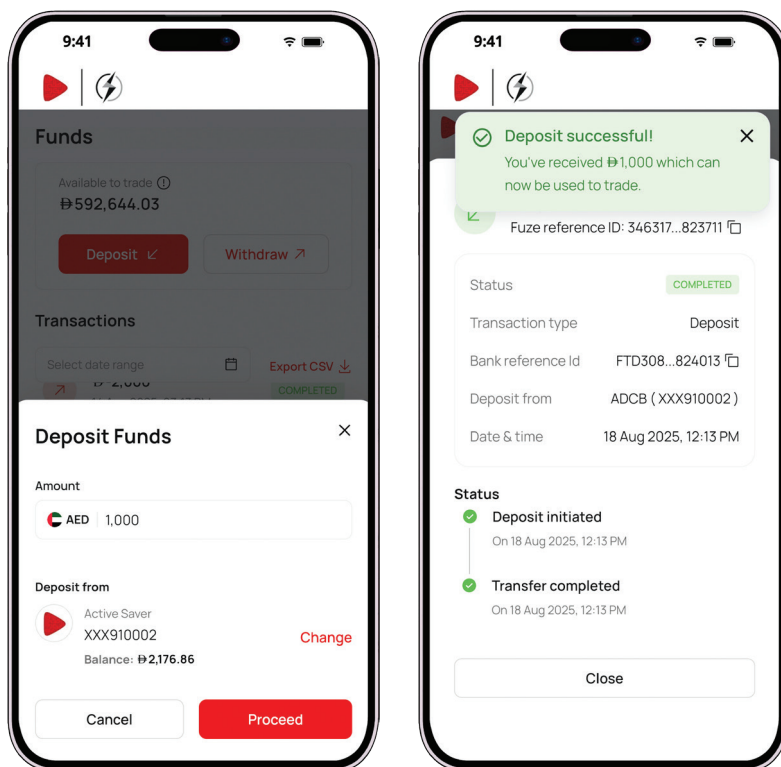 9:41
Funds
Available to trade
592,644.03
Deposit
Withdraw
Transactions
Select date range
Export CSV
-2,000
COMPLETED
Deposit Funds
Amount
AED 1,000
Deposit from
Active Saver
XXX910002
Balance: 2,176.86
Change
Cancel
Proceed
9:41
Deposit successful!
You've received 1,000 which can
now be used to trade.
Fuze reference ID: 346317...823711
Status COMPLETED
Transaction type Deposit
Bank reference Id FTD308...824013
Deposit from ADCB ( XXX910002 )
Date & time 18 Aug 2025, 12:13 PM
Status
Deposit initiated
On 18 Aug 2025, 12:13 PM
Transfer completed
On 18 Aug 2025, 12:13 PM
Close